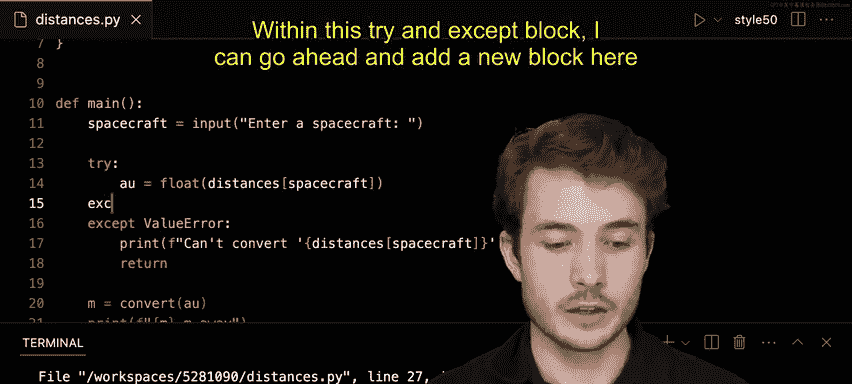 distances.py
style50
Within this try and except block, I
can go ahead and add a new block here
7 }
8
9
10 def main():
11 spacecraft = input("Enter a spacecraft: ")
12
13 try:
14 au = float(distances[spacecraft])
15 exc
16 except ValueError:
17 print(f"Can't convert '{distances[spacecraft]}'
18 return
19
20 m = convert(au)
21 print(f"{m} m away")
TERMINAL
File "/workspaces/5281090/distances.py", line 27,